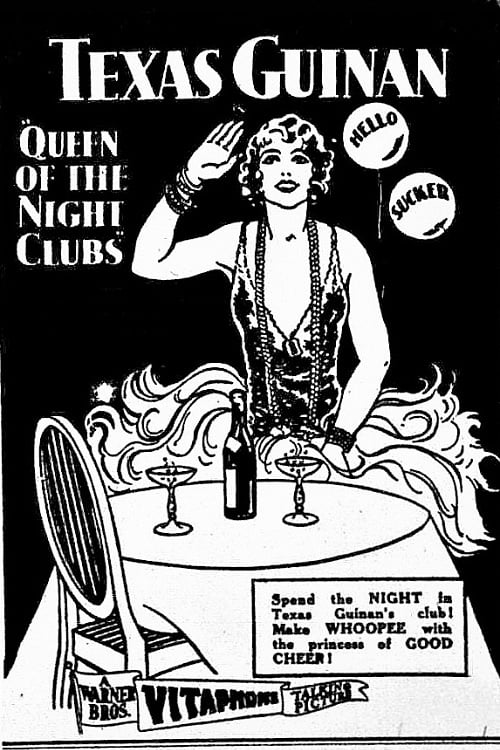 TEXAS GUINAN
"QUEEN
OF THE
NIGHT
CLUBS"
HELLO
SUCKER
Spend the NIGHT in
Texas Guinan's club!
Make WHOOPEE with
the princess of GOOD
CHEER!
A
WARNER
BROS.
VITAPHONE
TALKING
PICTURE